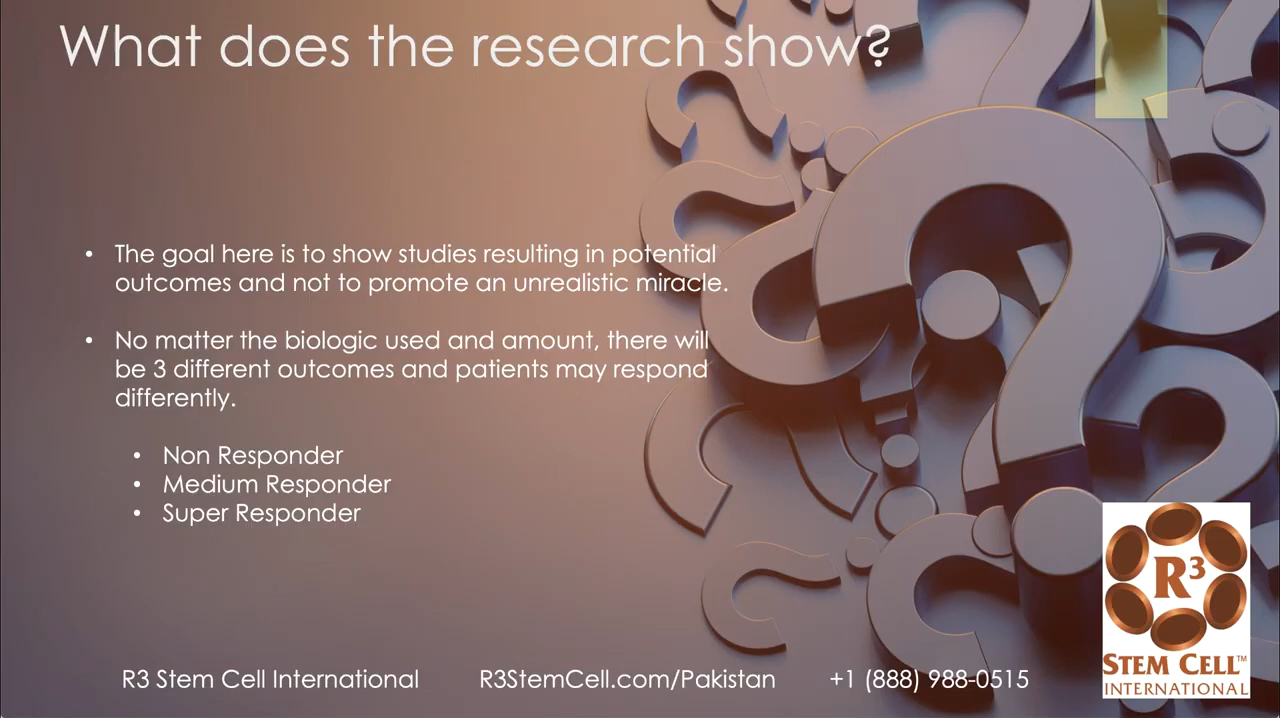 What does the research show?
• The goal here is to show studies resulting in potential
outcomes and not to promote an unrealistic miracle.
• No matter the biologic used and amount, there will
be 3 different outcomes and patients may respond
differently.
• Non Responder
• Medium Responder
• Super Responder
R3 Stem Cell International R3StemCell.com/Pakistan +1 (888) 988-0515
R³
STEM CELL™
INTERNATIONAL